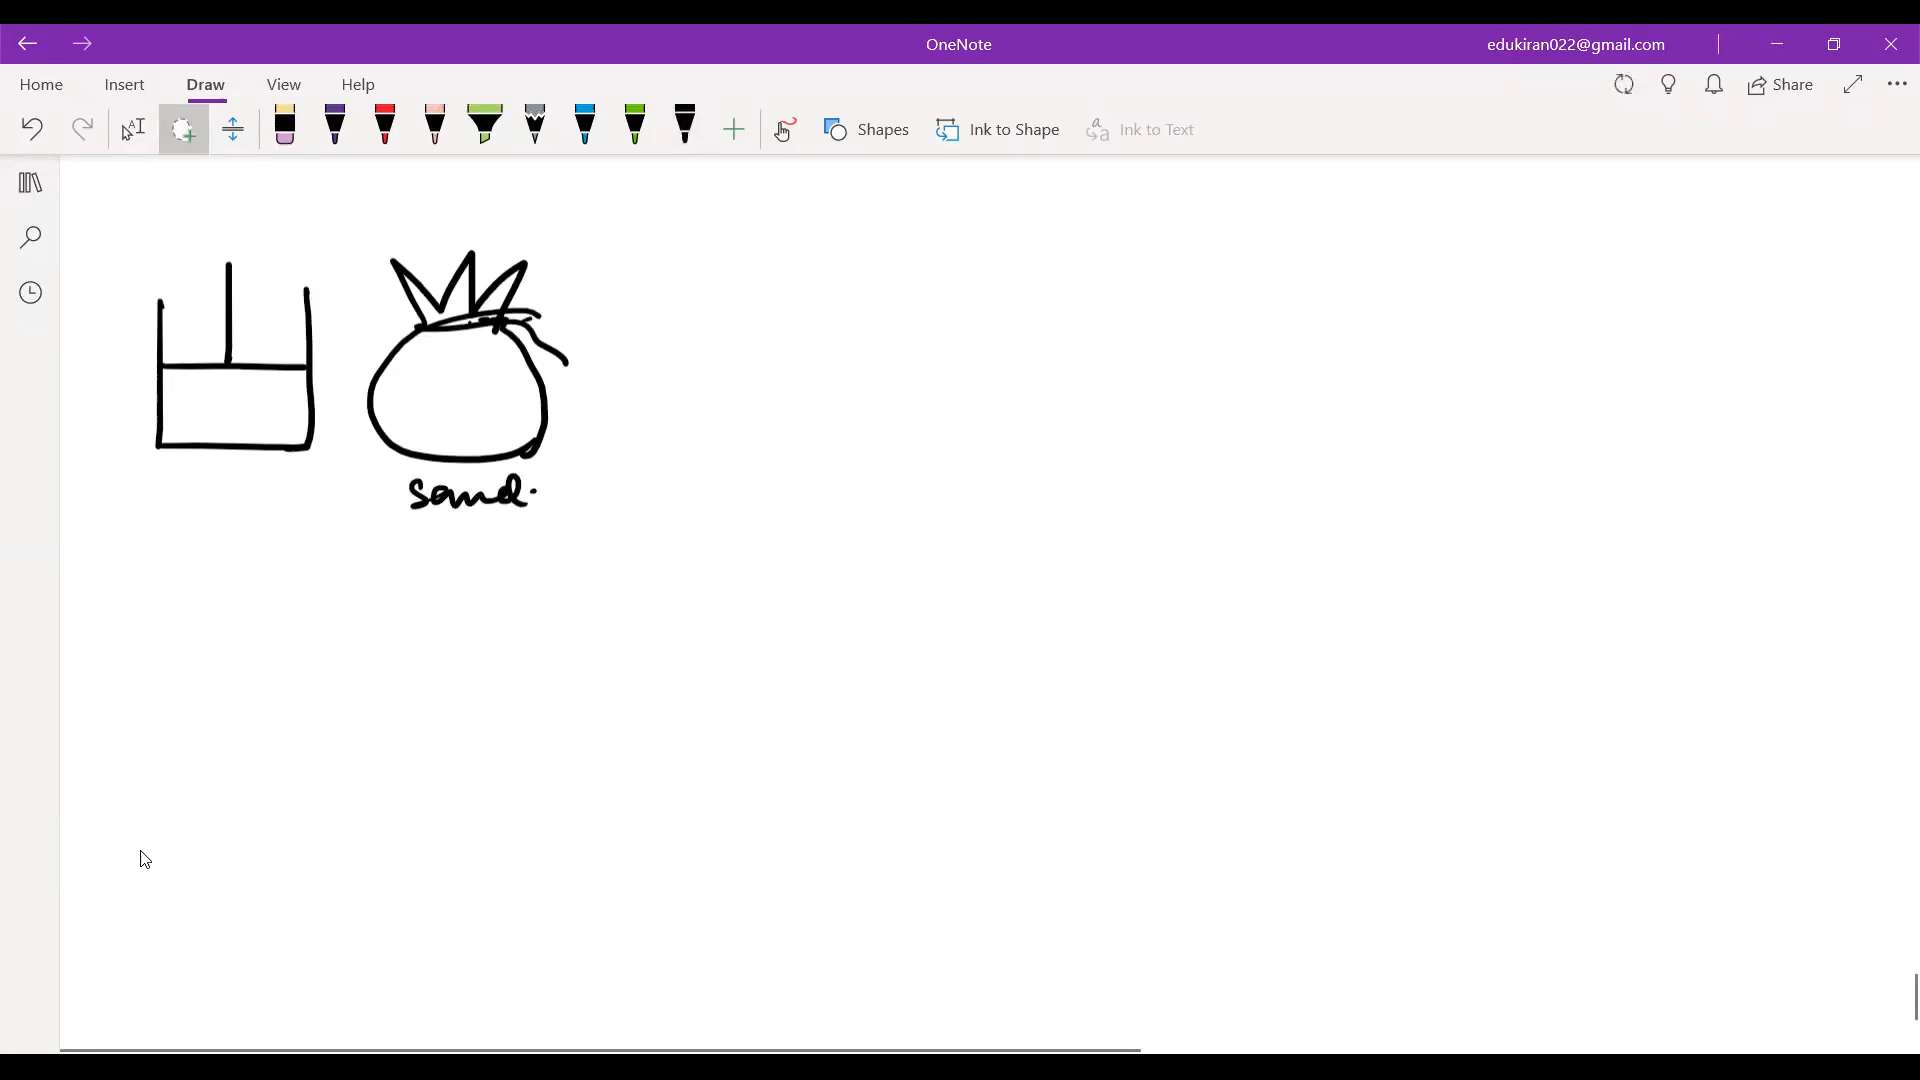 OneNote
edukiran022@gmail.com
Home Insert Draw View Help
Share
Shapes Ink to Shape Ink to Text
sand.